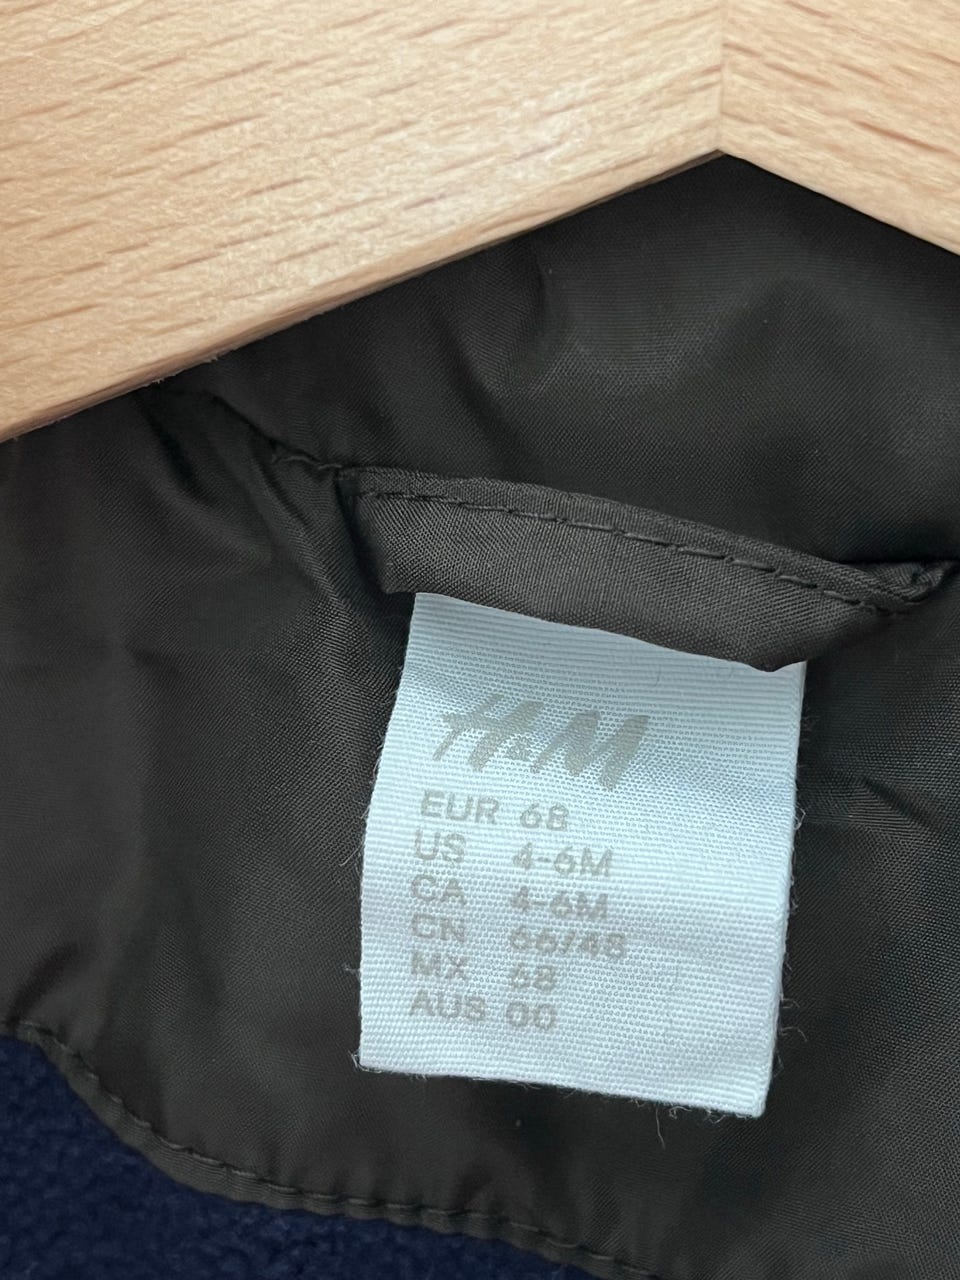 H&M
EUR 68
US 4-6M
CA 4-6M
CN 66/48
MX 68
AUS 00